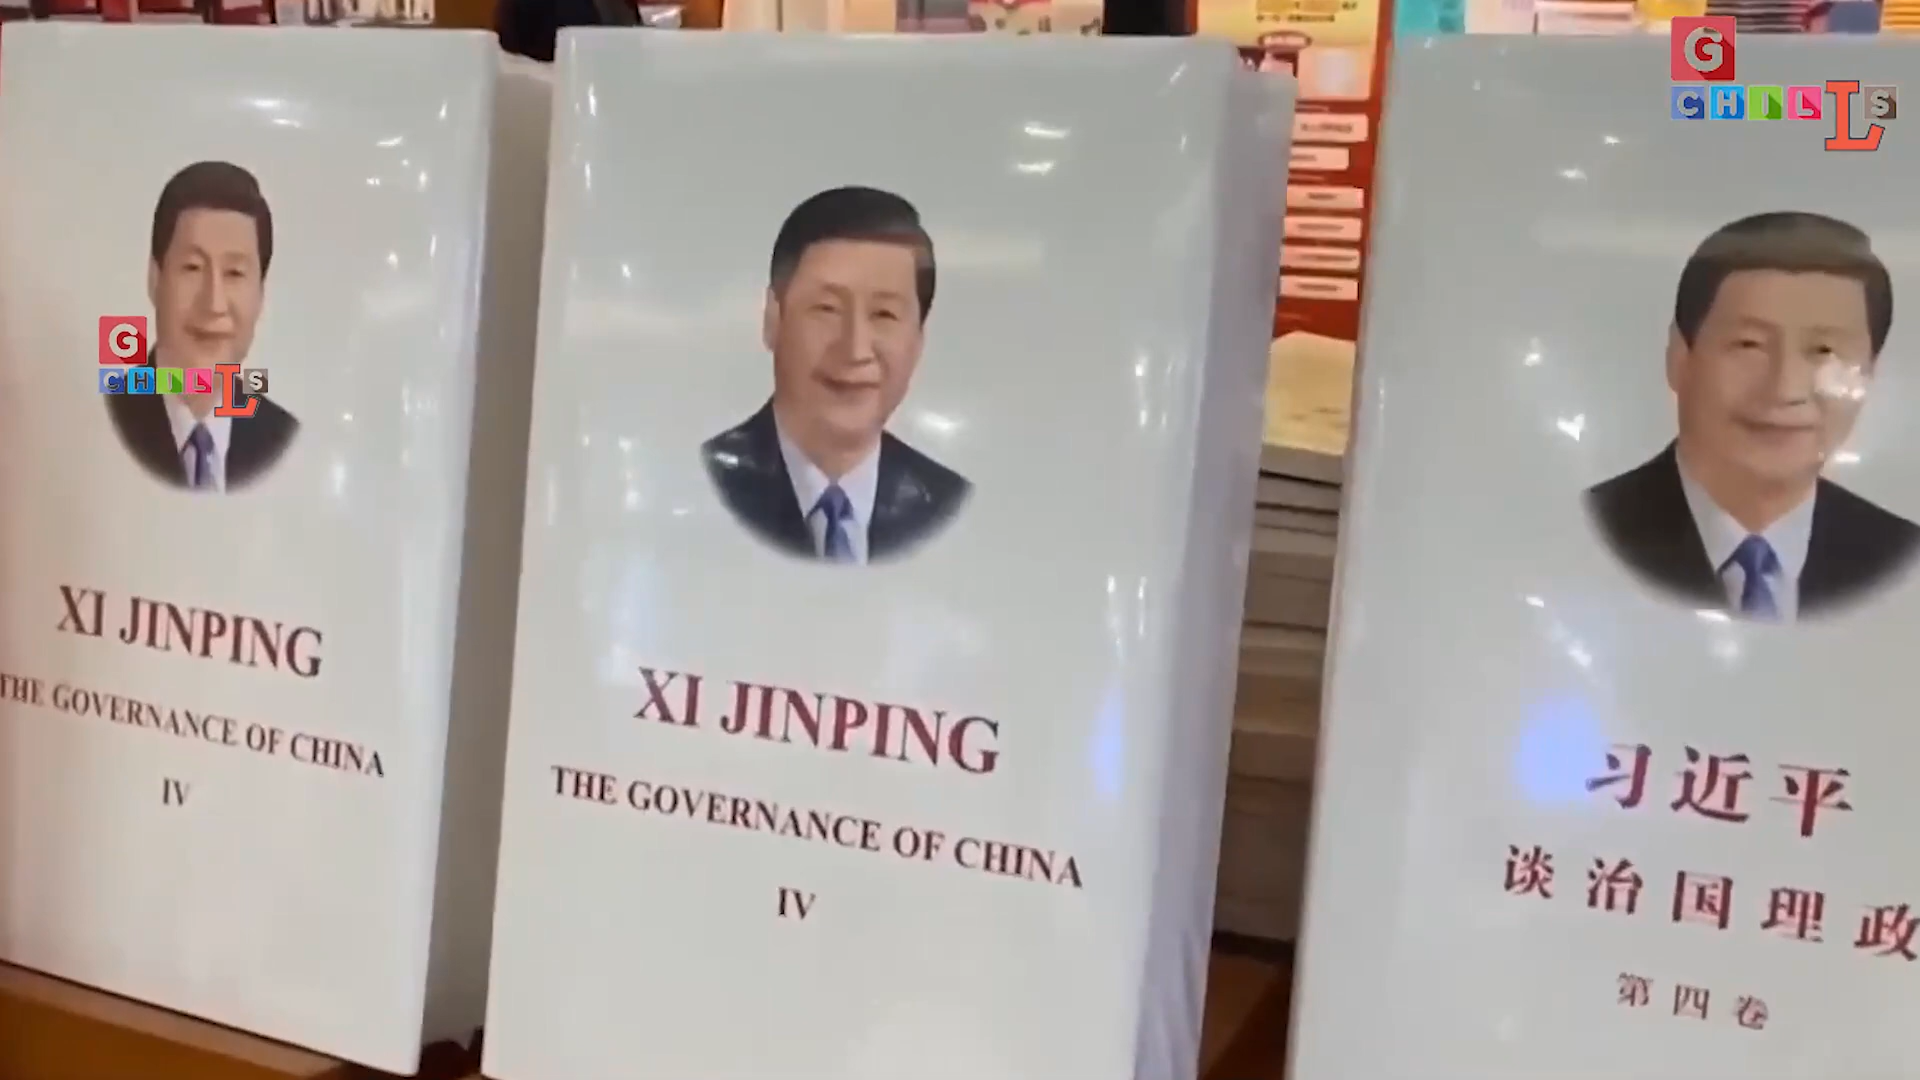 G
CHILLS
G
CHILLS
XI JINPING
THE GOVERNANCE OF CHINA
IV
XI JINPING
THE GOVERNANCE OF CHINA
IV
习近平
谈治国理政
第四卷